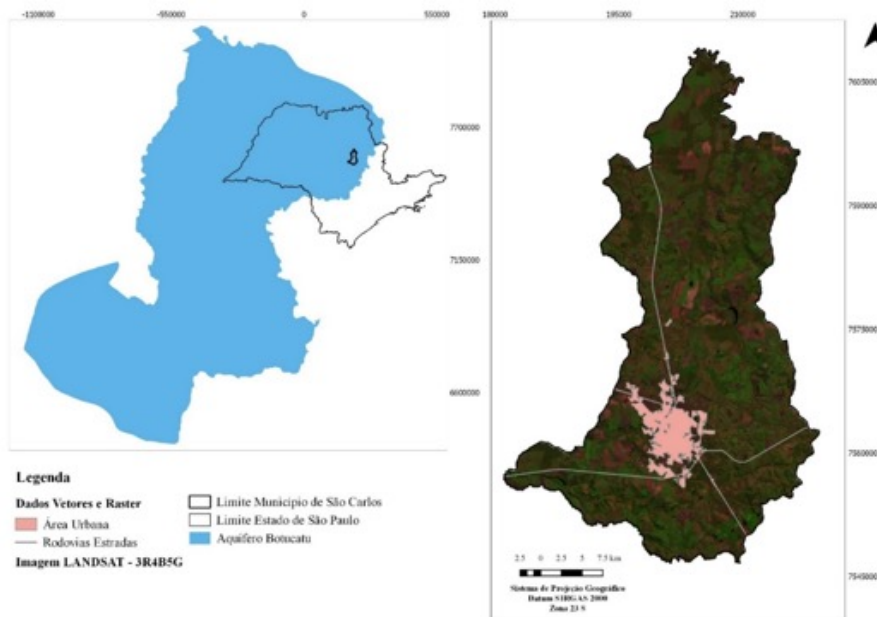 -1100000 -550000 0 550000
7700000
7150000
6600000
180000 195000 210000
7605000
7590000
7575000
7560000
7545000
Legenda
Dados Vetores e Raster
Área Urbana
Rodovias Estradas
Imagem LANDSAT - 3R4B5G
Limite Município de São Carlos
Limite Estado de São Paulo
Aquífero Botucatu
2.5 0 2.5 5 7.5 km
Sistema de Projeção Geográfico
Datum SIRGAS 2000
Zona 23 S